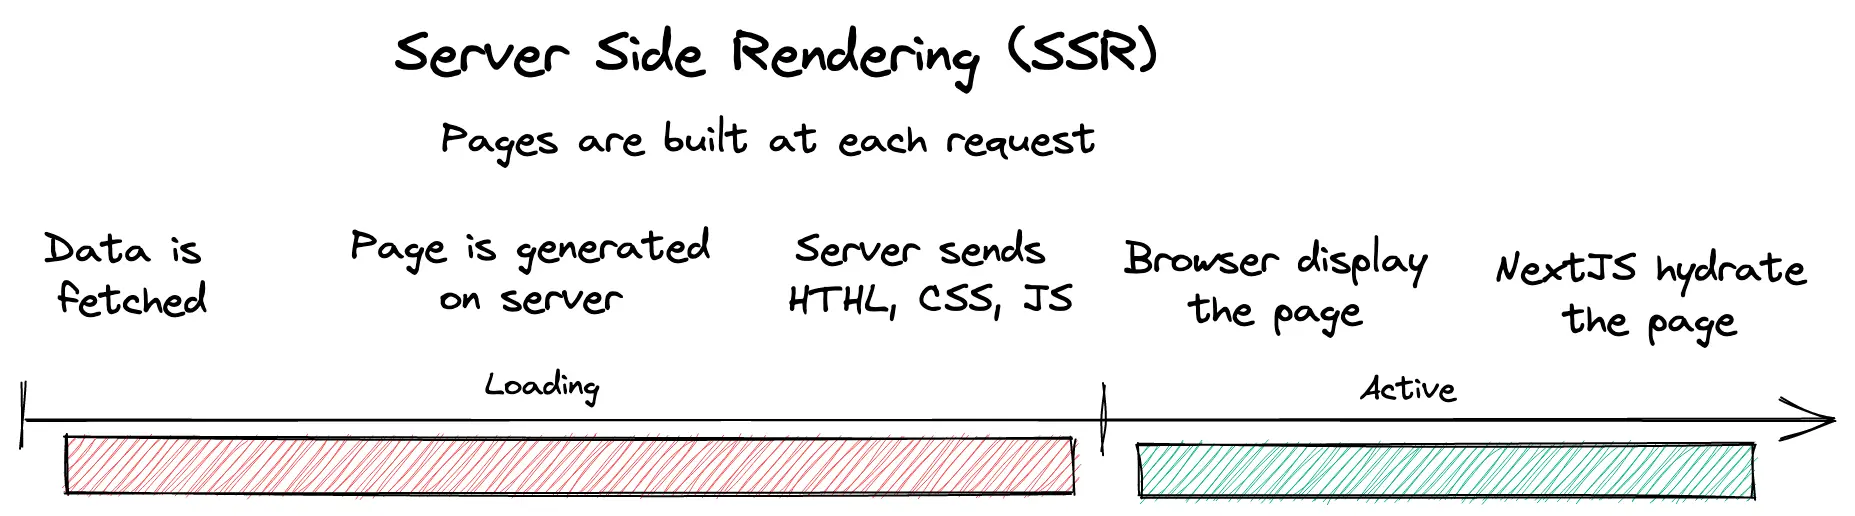 Server Side Rendering (SSR)
Pages are built at each request
Data is
fetched
Page is generated
on server
Server sends
HTHL, CSS, JS
Browser display
the page
NextJS hydrate
the page
Loading
Active